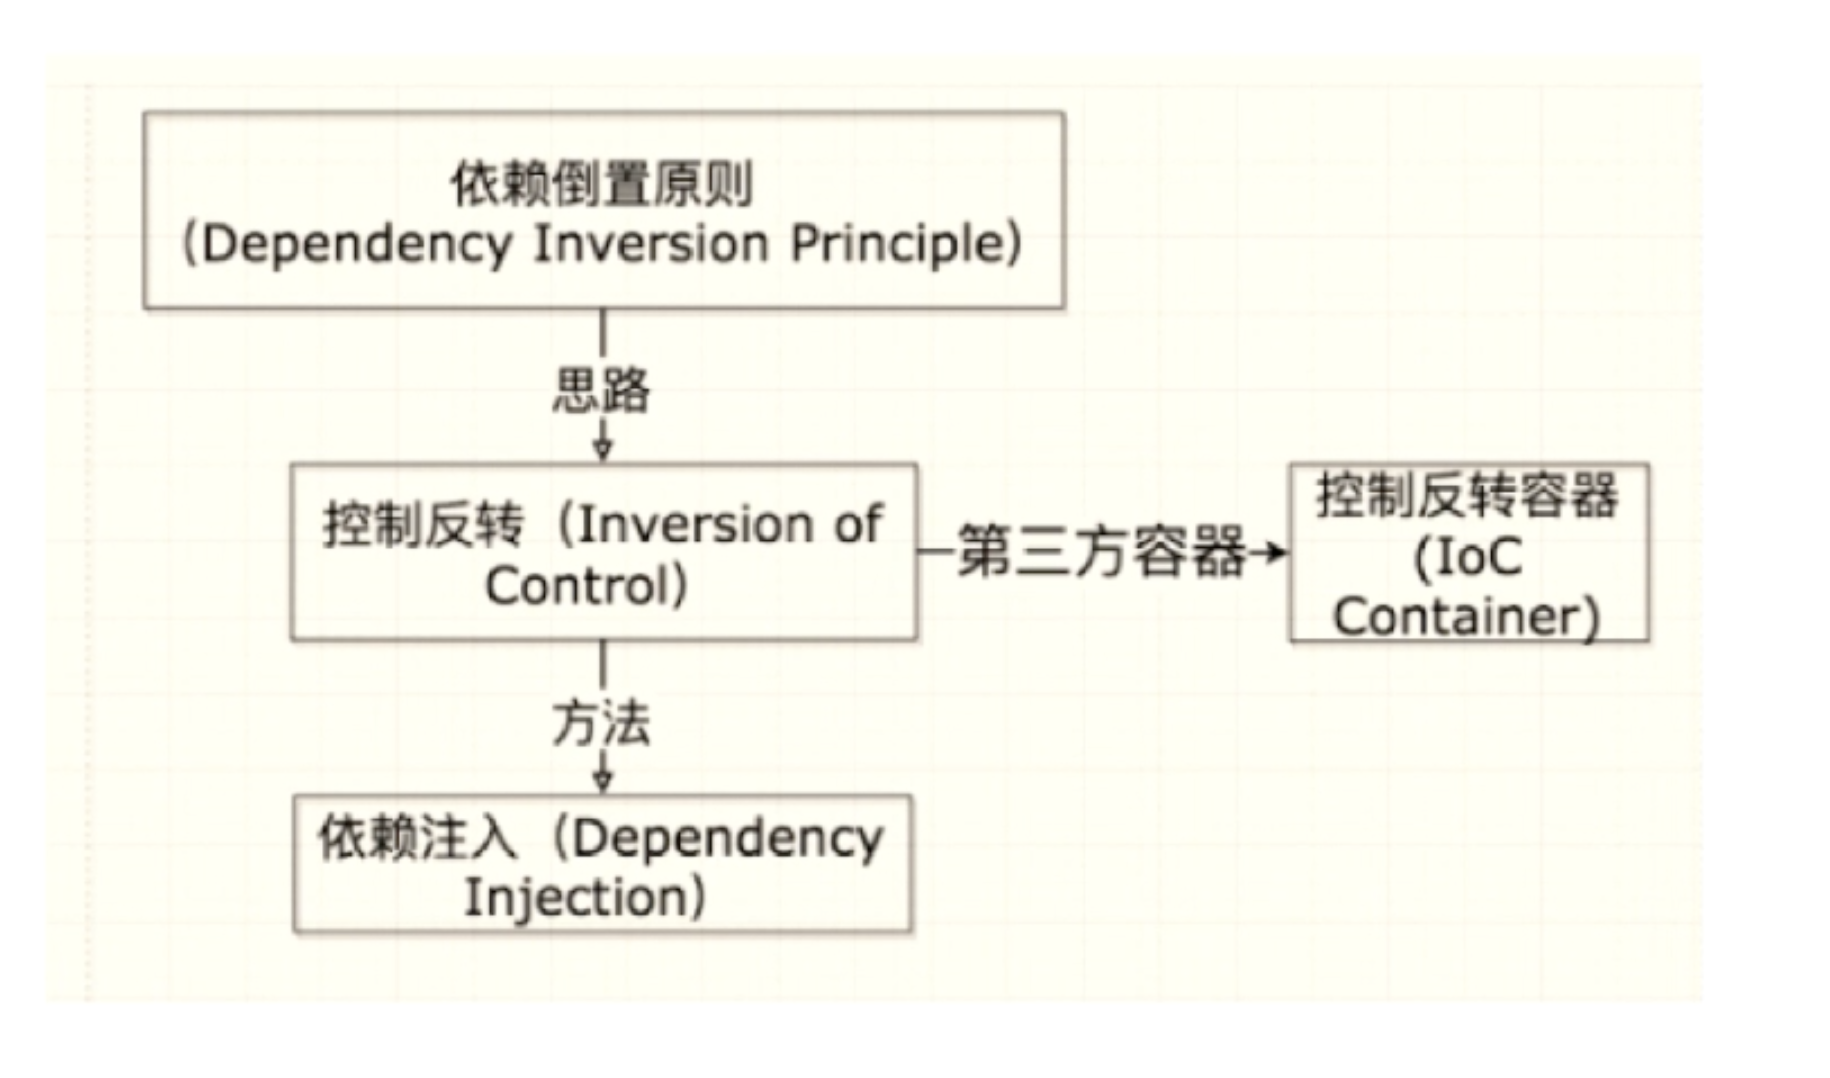 依赖倒置原则
(Dependency Inversion Principle)
思路
控制反转（Inversion of
Control)
第三方容器
控制反转容器
(IoC
Container)
方法
依赖注入（Dependency
Injection)